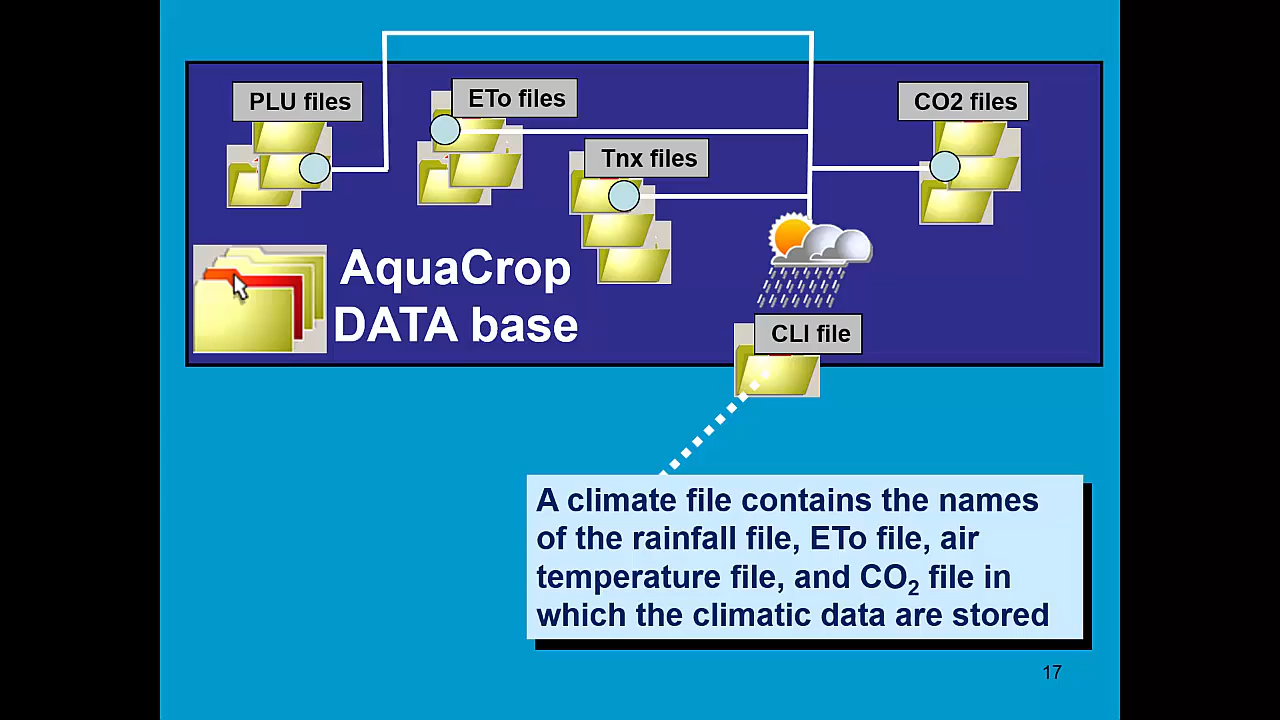 PLU files
ETo files
CO2 files
Tnx files
AquaCrop
DATA base
CLI file
A climate file contains the names
of the rainfall file, ETo file, air
temperature file, and CO₂ file in
which the climatic data are stored
17